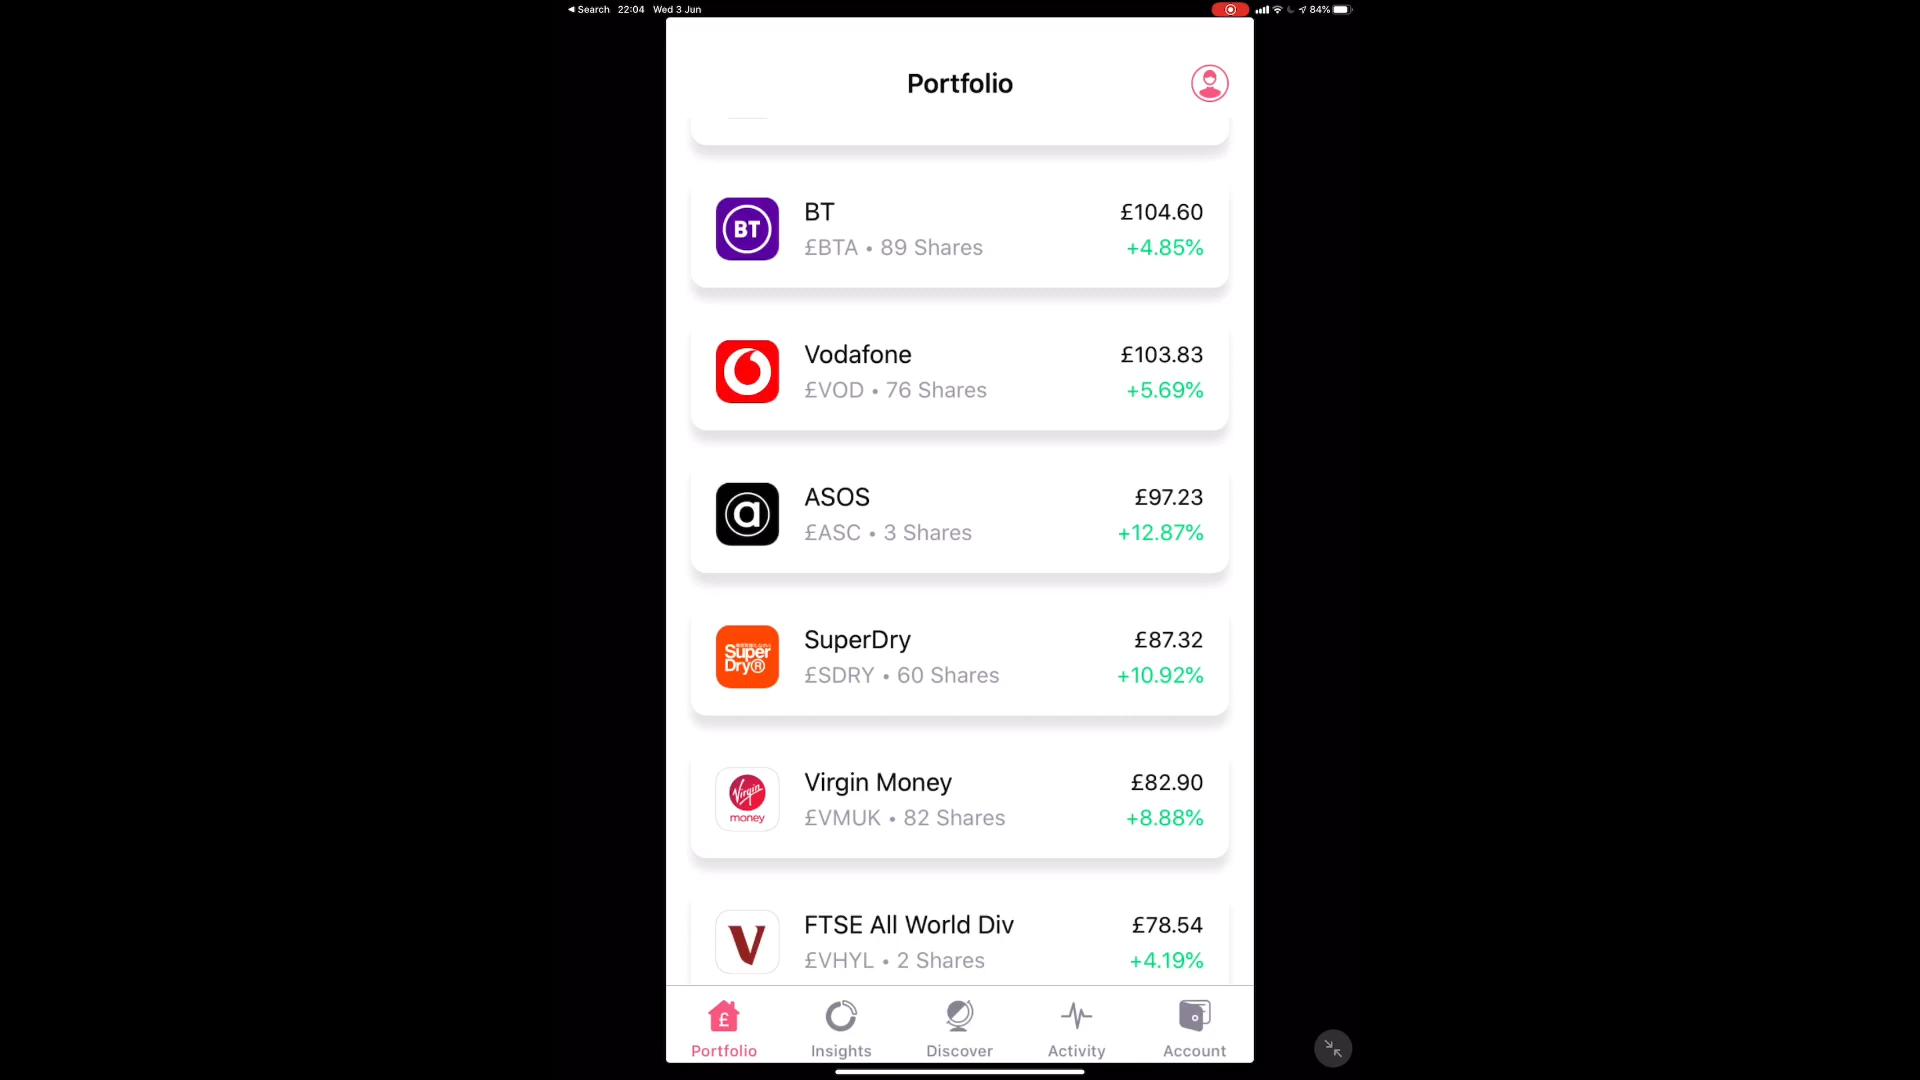 ◀ Search 22:04 Wed 3 Jun
84%
Portfolio
BT
BT
£104.60
£BTA • 89 Shares
+4.85%
Vodafone
£103.83
£VOD • 76 Shares
+5.69%
a
ASOS
£97.23
£ASC • 3 Shares
+12.87%
Super
Dry®
SuperDry
£87.32
£SDRY • 60 Shares
+10.92%
Virgin
money
Virgin Money
£82.90
£VMUK • 82 Shares
+8.88%
V
FTSE All World Div
£78.54
£VHYL • 2 Shares
+4.19%
£
Portfolio
Insights
Discover
Activity
Account